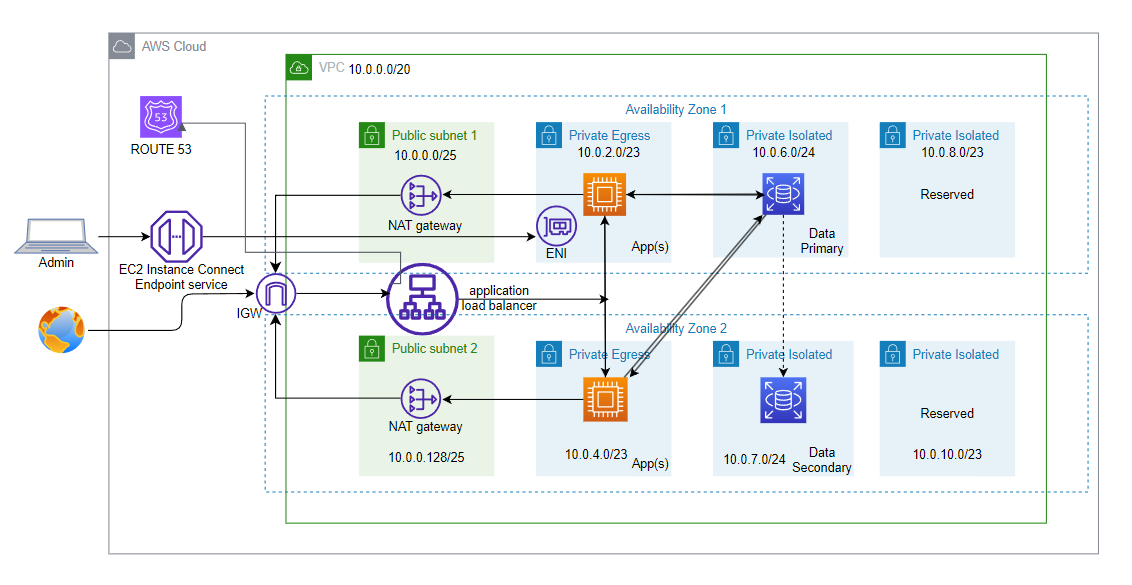 AWS Cloud
VPC
10.0.0.0/20
Availability Zone 1
53
ROUTE 53
Public subnet 1
10.0.0.0/25
NAT gateway
Private Egress
10.0.2.0/23
ENI
App(s)
Private Isolated
10.0.6.0/24
Data
Primary
Private Isolated
10.0.8.0/23
Reserved
Admin
EC2 Instance Connect
Endpoint service
IGW
application
load balancer
Availability Zone 2
Public subnet 2
NAT gateway
10.0.0.128/25
Private Egress
10.0.4.0/23
App(s)
Private Isolated
10.0.7.0/24
Data
Secondary
Private Isolated
Reserved
10.0.10.0/23